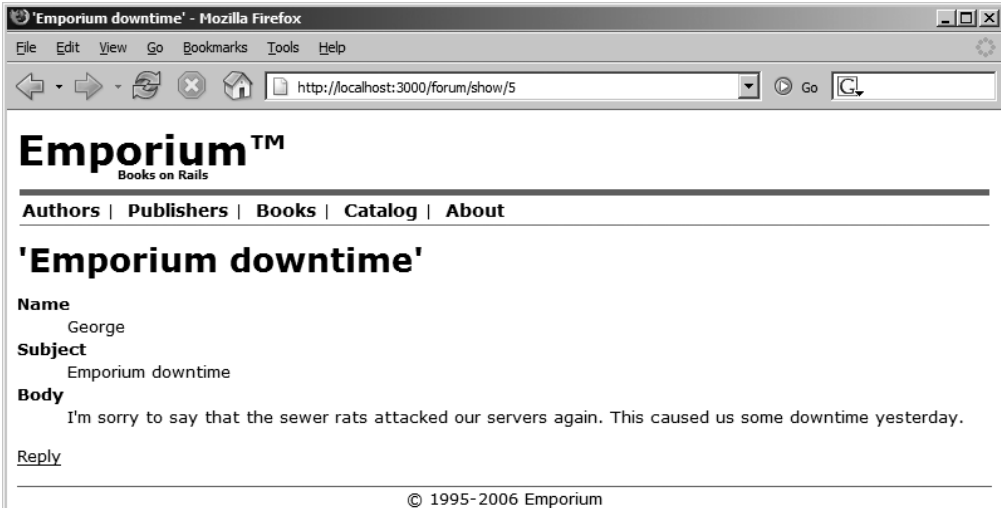 'Emporium downtime' - Mozilla Firefox
File Edit View Go Bookmarks Tools Help
http://localhost:3000/forum/show/5 Go G
Emporium™
Books on Rails
Authors | Publishers | Books | Catalog | About
'Emporium downtime'
Name
George
Subject
Emporium downtime
Body
I'm sorry to say that the sewer rats attacked our servers again. This caused us some downtime yesterday.
Reply
© 1995-2006 Emporium